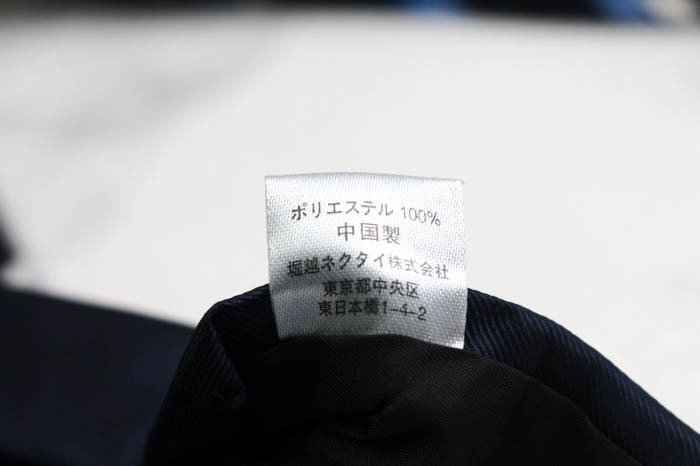 ポリエステル 100%
中国製
堀越ネクタイ株式会社
東京都中央区
東日本橋1-4-2